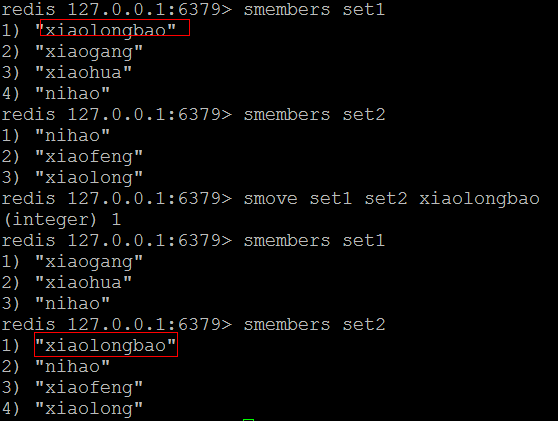 redis 127.0.0.1:6379> smembers set1
1) "xiaolongbao"
2) "xiaogang"
3) "xiaohua"
4) "nihao"
redis 127.0.0.1:6379> smembers set2
1) "nihao"
2) "xiaofeng"
3) "xiaolong"
redis 127.0.0.1:6379> smove set1 set2 xiaolongbao
(integer) 1
redis 127.0.0.1:6379> smembers set1
1) "xiaogang"
2) "xiaohua"
3) "nihao"
redis 127.0.0.1:6379> smembers set2
1) "xiaolongbao"
2) "nihao"
3) "xiaofeng"
4) "xiaolong"